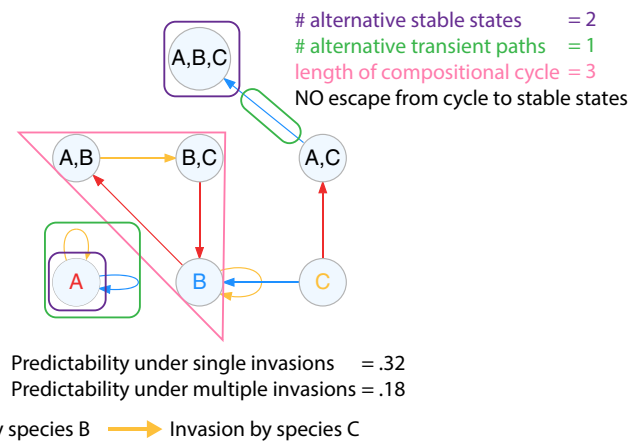 # alternative stable states = 2
# alternative transient paths = 1
length of compositional cycle = 3
NO escape from cycle to stable states
A,B,C
A,B
B,C
A,C
A
B
C
Predictability under single invasions = .32
Predictability under multiple invasions = .18
species B
Invasion by species C